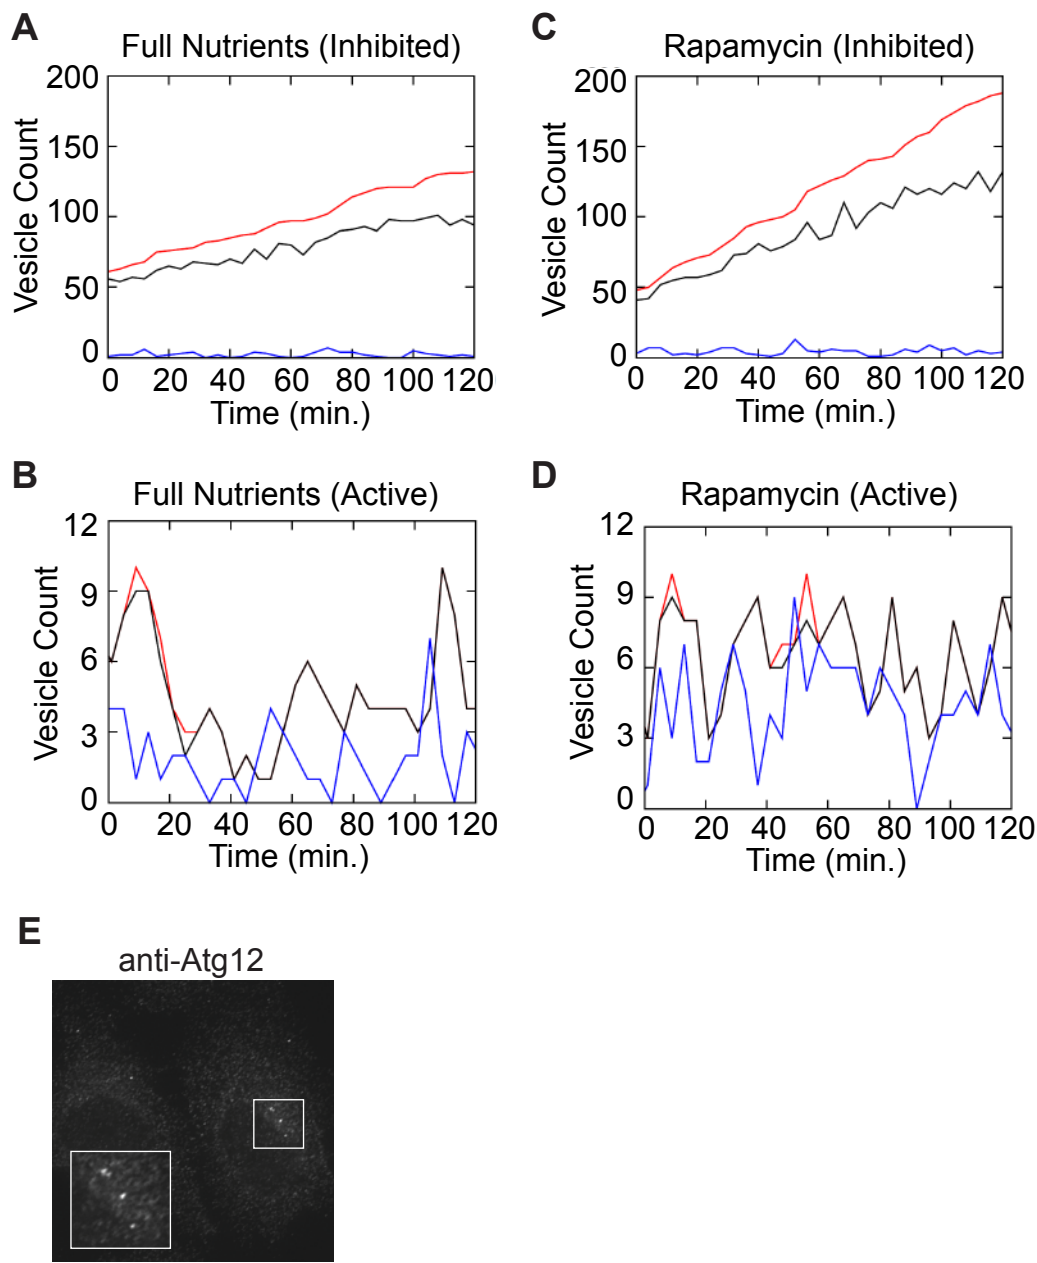 A
Full Nutrients (Inhibited)
200
150
100
50
0
Vesicle Count
0 20 40 60 80 100 120
Time (min.)
C
Rapamycin (Inhibited)
200
150
100
50
0
Vesicle Count
0 20 40 60 80 100 120
Time (min.)
B
Full Nutrients (Active)
12
9
6
3
0
Vesicle Count
0 20 40 60 80 100 120
Time (min.)
D
Rapamycin (Active)
12
9
6
3
0
Vesicle Count
0 20 40 60 80 100 120
Time (min.)
E
anti-Atg12